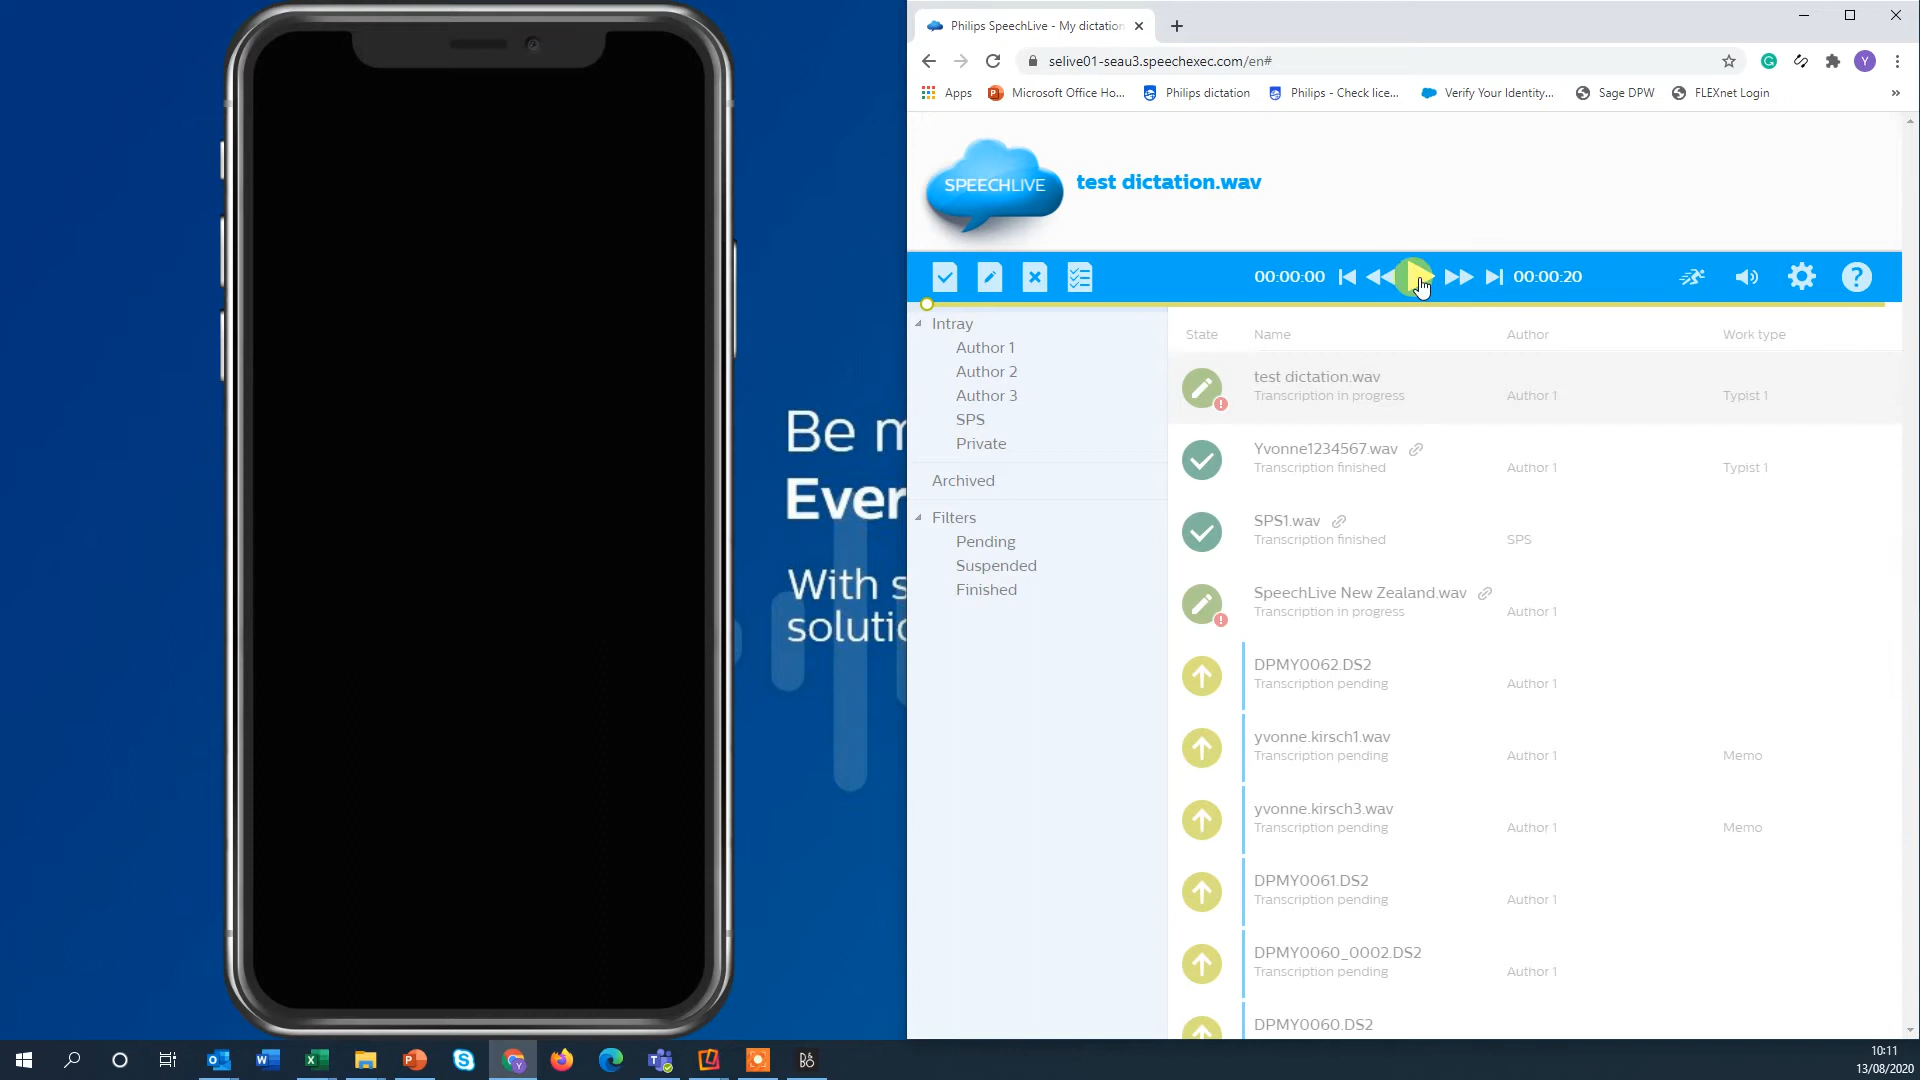 Be m
Ever
With s
solutio
Philips SpeechLive - My dictation
selive01-seau3.speechexec.com/en#
Y
Apps
Microsoft Office Ho...
Philips dictation
Philips - Check lice...
Verify Your Identity...
Sage DPW
FLEXnet Login
»
SPEECHLIVE
test dictation.wav
00:00:00
00:00:20
?
Intray
Author 1
Author 2
Author 3
SPS
Private
Archived
Filters
Pending
Suspended
Finished
State Name Author Work type
test dictation.wav
Transcription in progress Author 1 Typist 1
Yvonne1234567.wav
Transcription finished Author 1 Typist 1
SPS1.wav
Transcription finished SPS
SpeechLive New Zealand.wav
Transcription in progress Author 1
DPMY0062.DS2
Transcription pending Author 1
yvonne.kirsch1.wav
Transcription pending Author 1 Memo
yvonne.kirsch3.wav
Transcription pending Author 1 Memo
DPMY0061.DS2
Transcription pending Author 1
DPMY0060_0002.DS2
Transcription pending Author 1
DPMY0060.DS2
10:11
13/08/2020